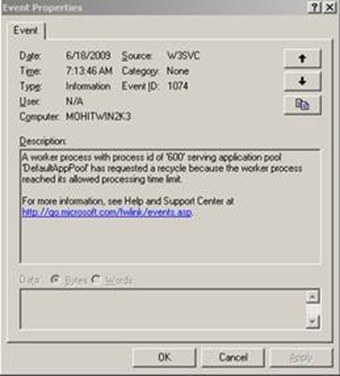 Event Properties
Event
Date: 6/18/2009 Source: W3SVC
Time: 7:13:46 AM Category: None
Type: Information Event ID: 1074
User: N/A
Computer: MOHITWIN2K3
Description:
A worker process with process id of '600' serving application pool
'DefaultAppPool' has requested a recycle because the worker process
reached its allowed processing time limit.
For more information, see Help and Support Center at
http://go.microsoft.com/fwlink/events.asp.
Data: Bytes Words
OK Cancel Apply